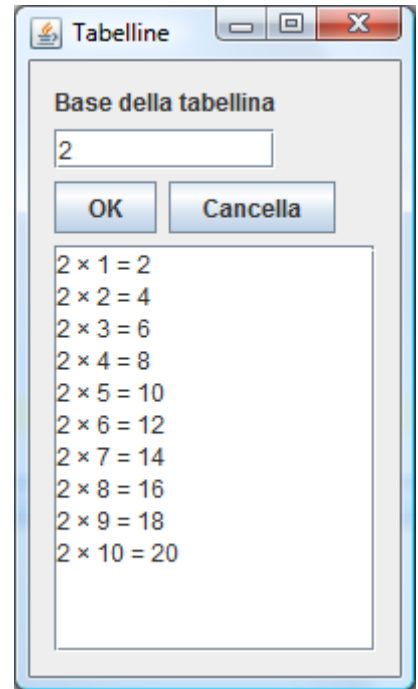 Tabelline
Base della tabellina
2
OK Cancella
2 × 1 = 2
2 × 2 = 4
2 × 3 = 6
2 × 4 = 8
2 × 5 = 10
2 × 6 = 12
2 × 7 = 14
2 × 8 = 16
2 × 9 = 18
2 × 10 = 20